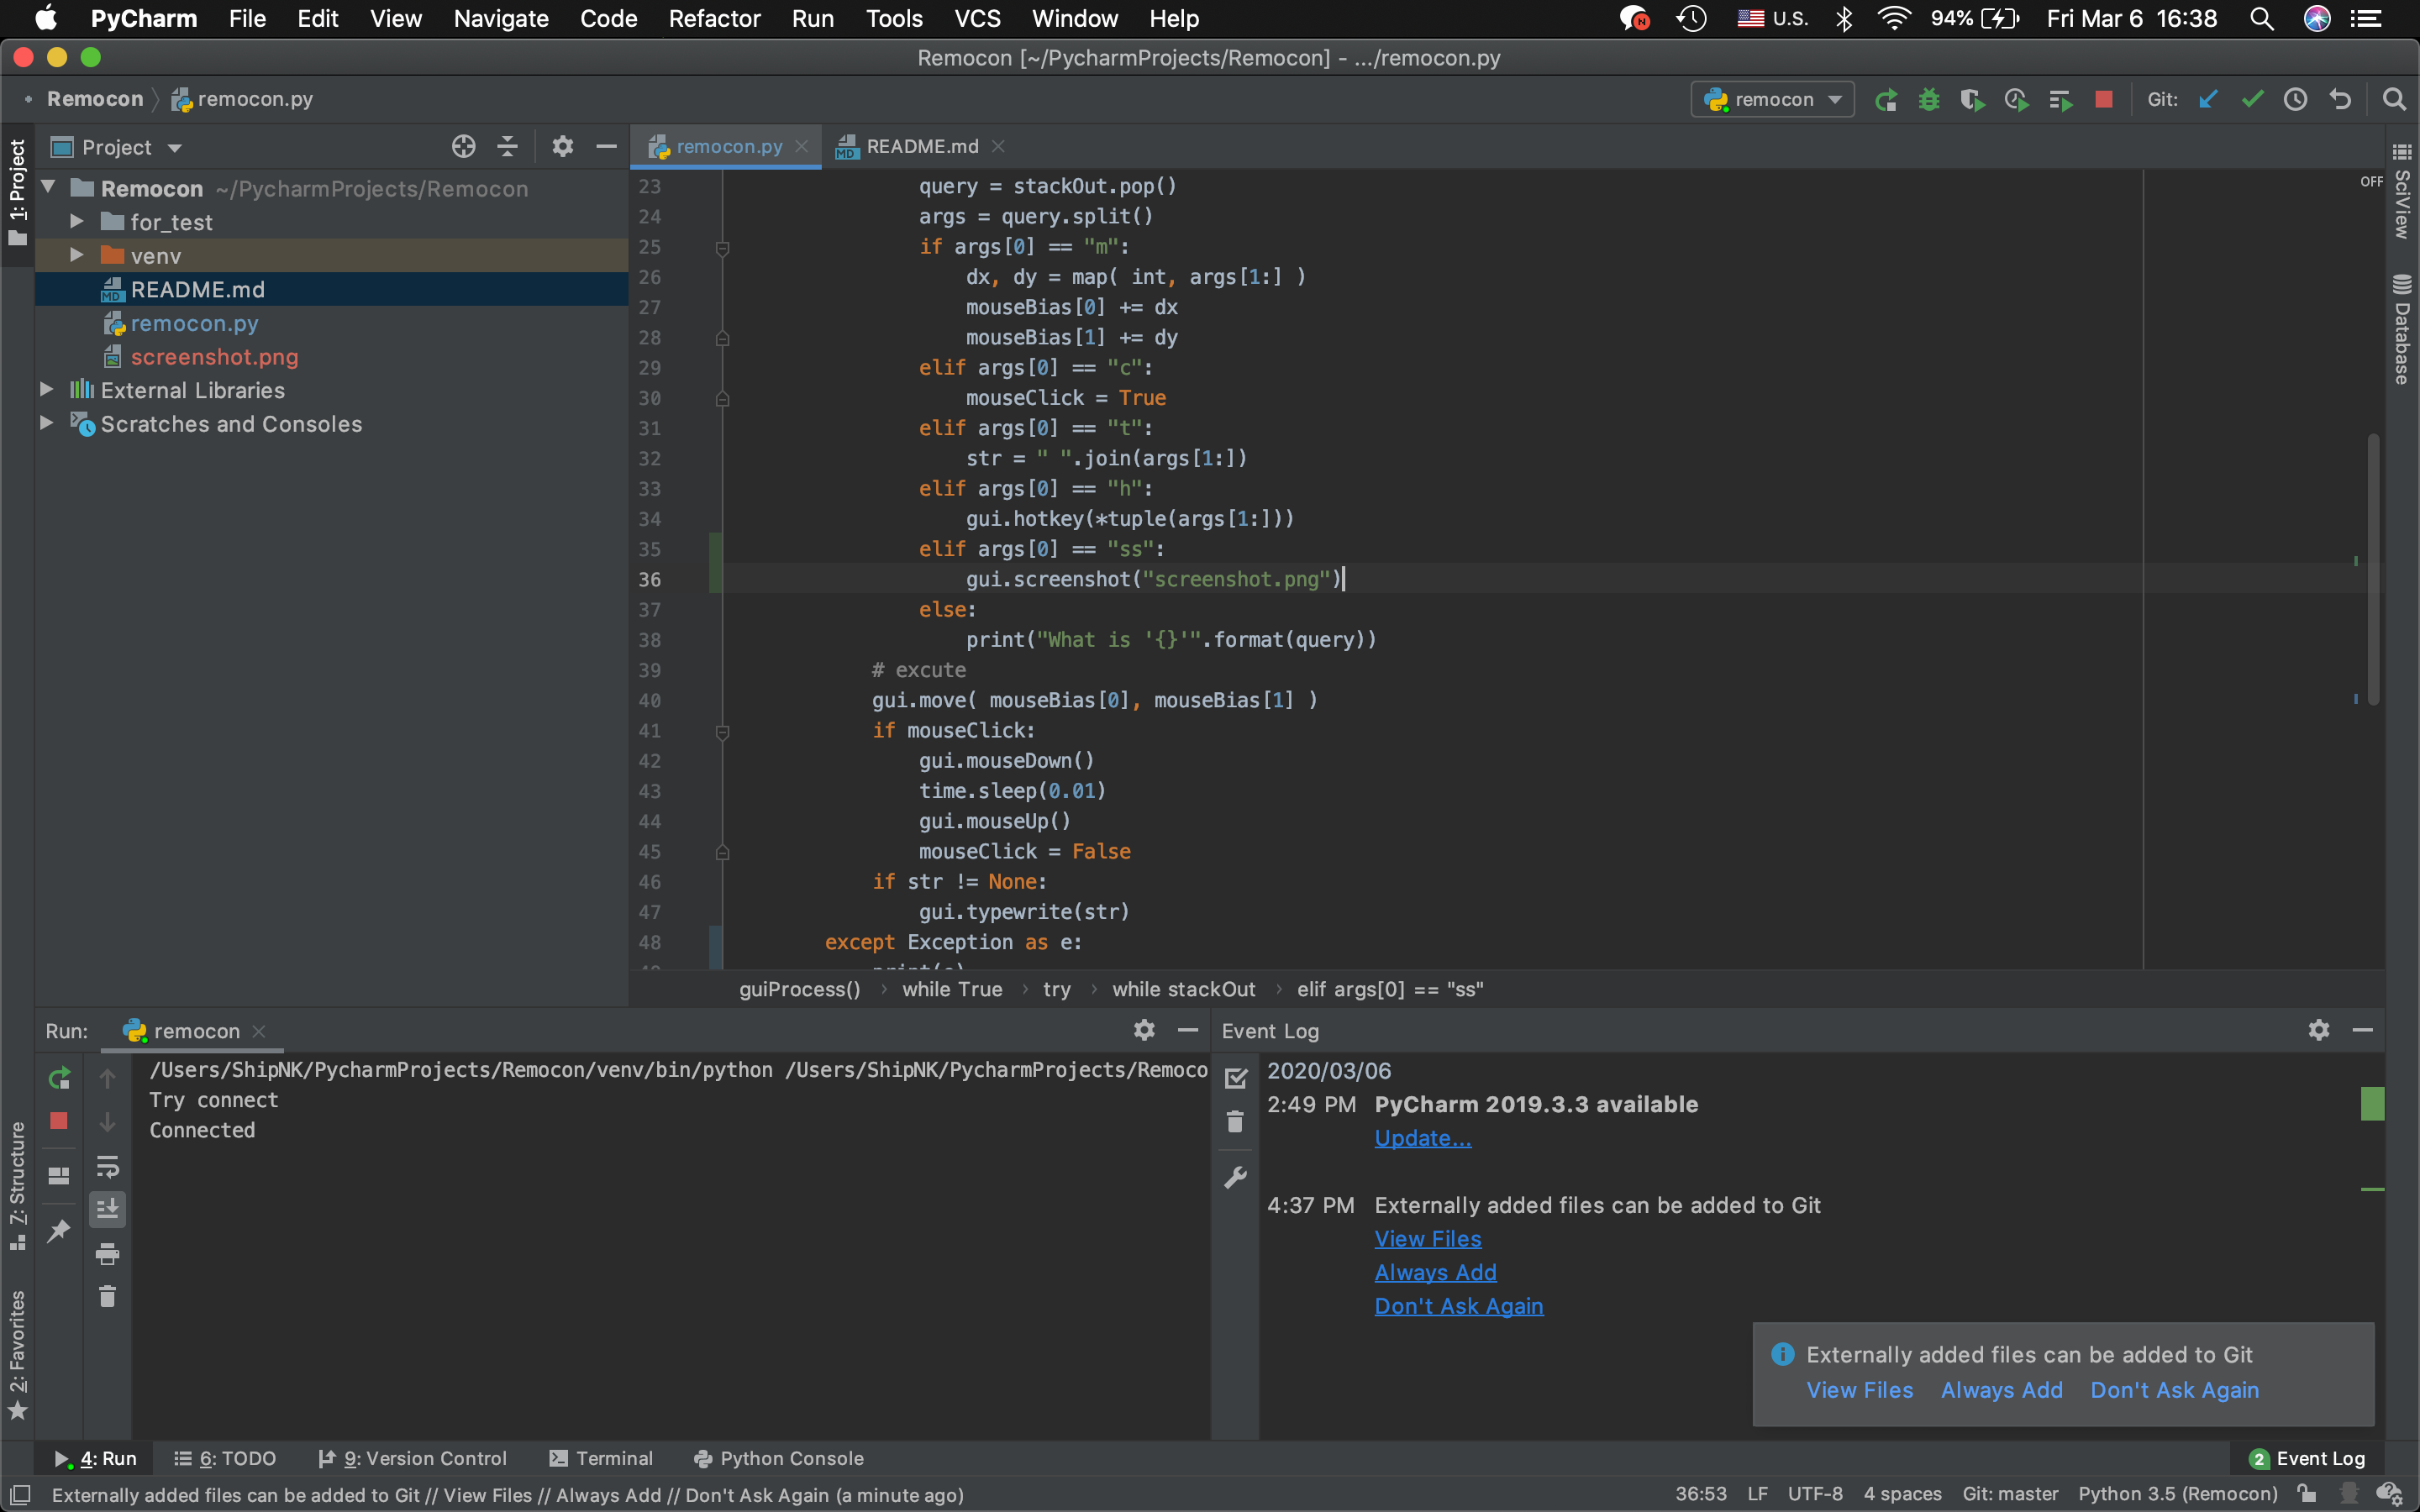 PyCharm File Edit View Navigate Code Refactor Run Tools VCS Window Help U.S. 94% Fri Mar 6 16:38
Remocon [~/PycharmProjects/Remocon] - .../remocon.py
Remocon remocon.py remocon Git:
1: Project Project remocon.py README.md
Remocon ~/PycharmProjects/Remocon
for_test
venv
README.md
remocon.py
screenshot.png
External Libraries
Scratches and Consoles
OFF
SciView
Database
23 query = stackOut.pop()
24 args = query.split()
25 if args[0] == "m":
26 dx, dy = map( int, args[1:] )
27 mouseBias[0] += dx
28 mouseBias[1] += dy
29 elif args[0] == "c":
30 mouseClick = True
31 elif args[0] == "t":
32 str = " ".join(args[1:])
33 elif args[0] == "h":
34 gui.hotkey(*tuple(args[1:]))
35 elif args[0] == "ss":
36 gui.screenshot("screenshot.png")
37 else:
38 print("What is '{}'".format(query))
39 # excute
40 gui.move( mouseBias[0], mouseBias[1] )
41 if mouseClick:
42 gui.mouseDown()
43 time.sleep(0.01)
44 gui.mouseUp()
45 mouseClick = False
46 if str != None:
47 gui.typewrite(str)
48 except Exception as e:
guiProcess() while True try while stackOut elif args[0] == "ss"
Run: remocon
/Users/ShipNK/PycharmProjects/Remocon/venv/bin/python /Users/ShipNK/PycharmProjects/Remoco
Try connect
Connected
Event Log
2020/03/06
2:49 PM PyCharm 2019.3.3 available
Update...
4:37 PM Externally added files can be added to Git
View Files
Always Add
Don't Ask Again
Externally added files can be added to Git
View Files Always Add Don't Ask Again
Z: Structure
2: Favorites
4: Run 6: TODO 9: Version Control Terminal Python Console 2 Event Log
Externally added files can be added to Git // View Files // Always Add // Don't Ask Again (a minute ago) 36:53 LF UTF-8 4 spaces Git: master Python 3.5 (Remocon)